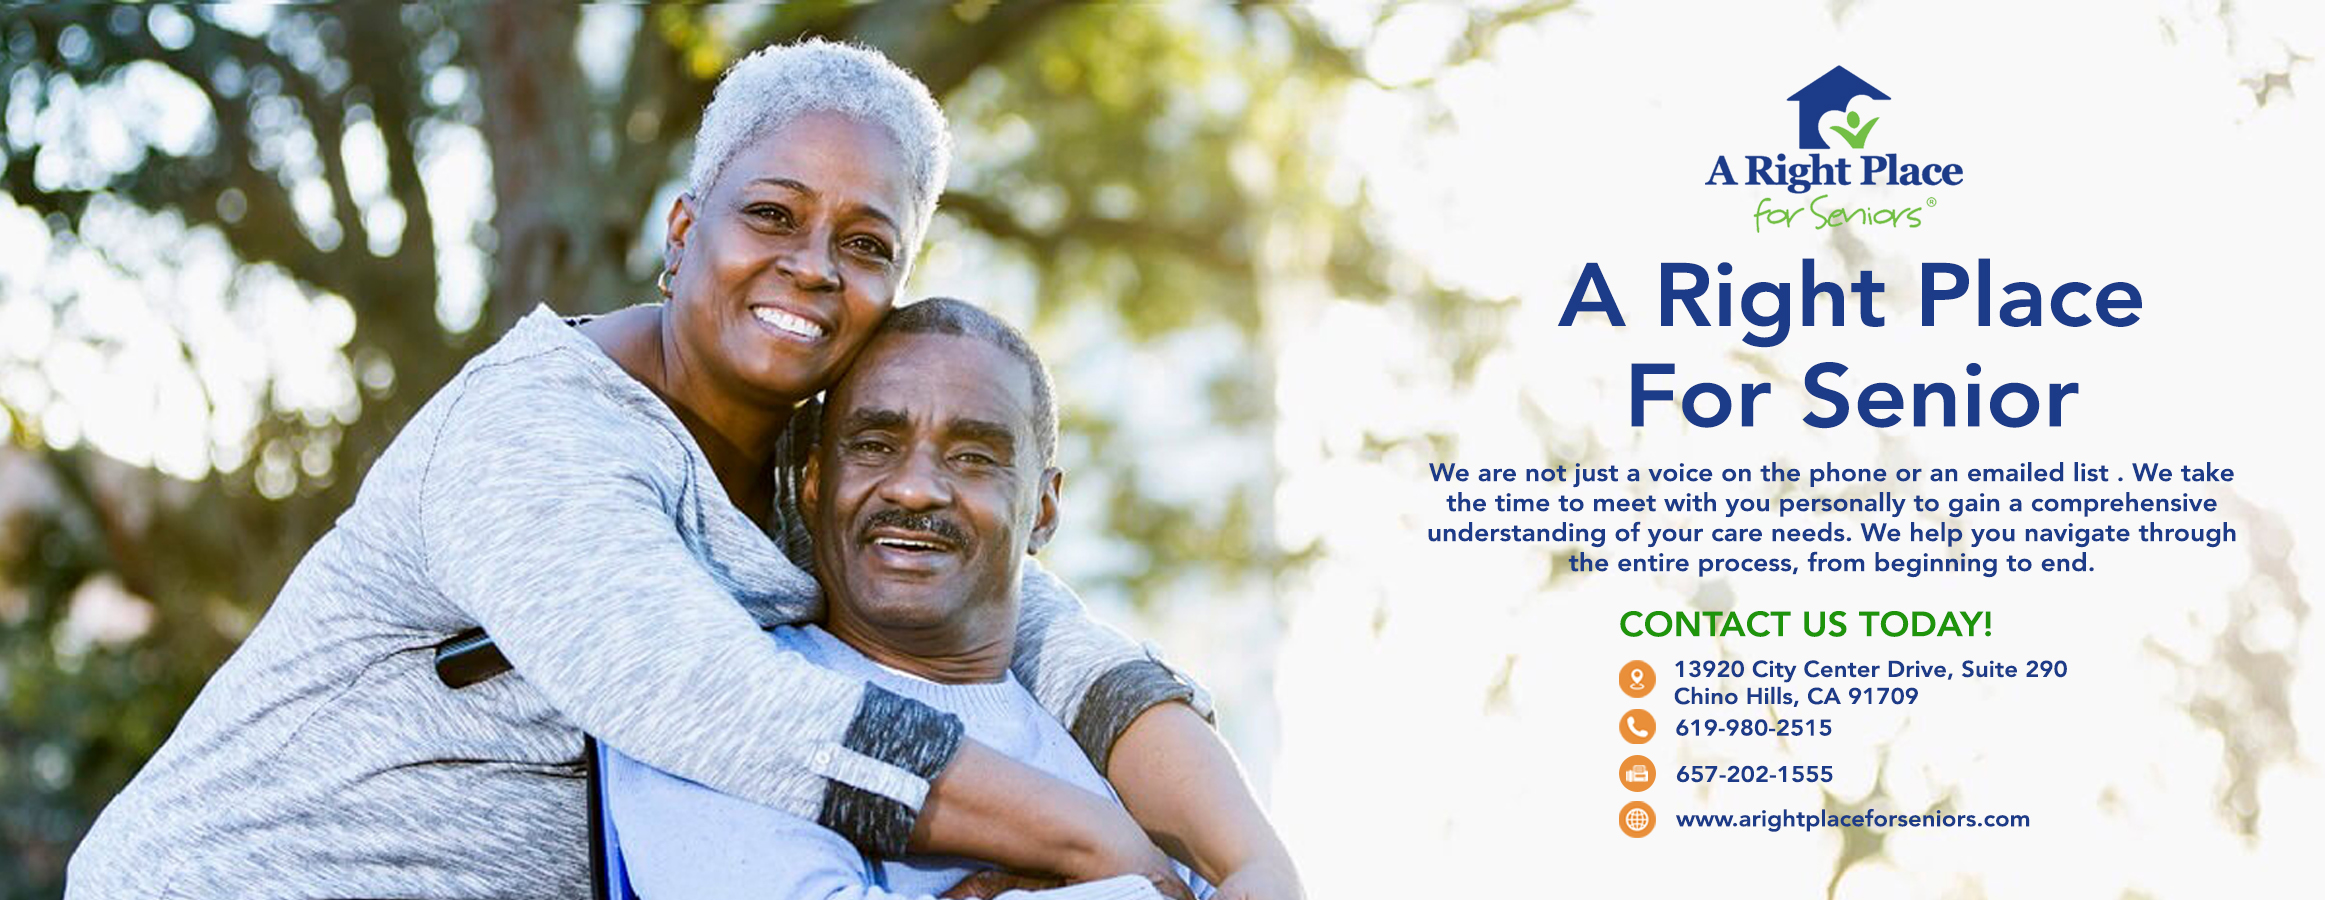 A Right Place
for Seniors®
A Right Place
For Senior
We are not just a voice on the phone or an emailed list . We take
the time to meet with you personally to gain a comprehensive
understanding of your care needs. We help you navigate through
the entire process, from beginning to end.
CONTACT US TODAY!
13920 City Center Drive, Suite 290
Chino Hills, CA 91709
619-980-2515
657-202-1555
www.arightplaceforseniors.com